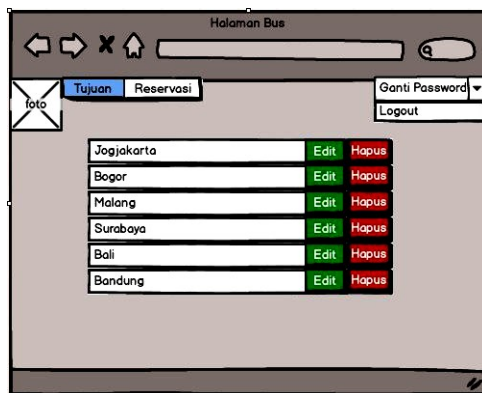 Halaman Bus
foto
Tujuan Reservasi
Ganti Password
Logout
Jogjakarta Edit Hapus
Bogor Edit Hapus
Malang Edit Hapus
Surabaya Edit Hapus
Bali Edit Hapus
Bandung Edit Hapus